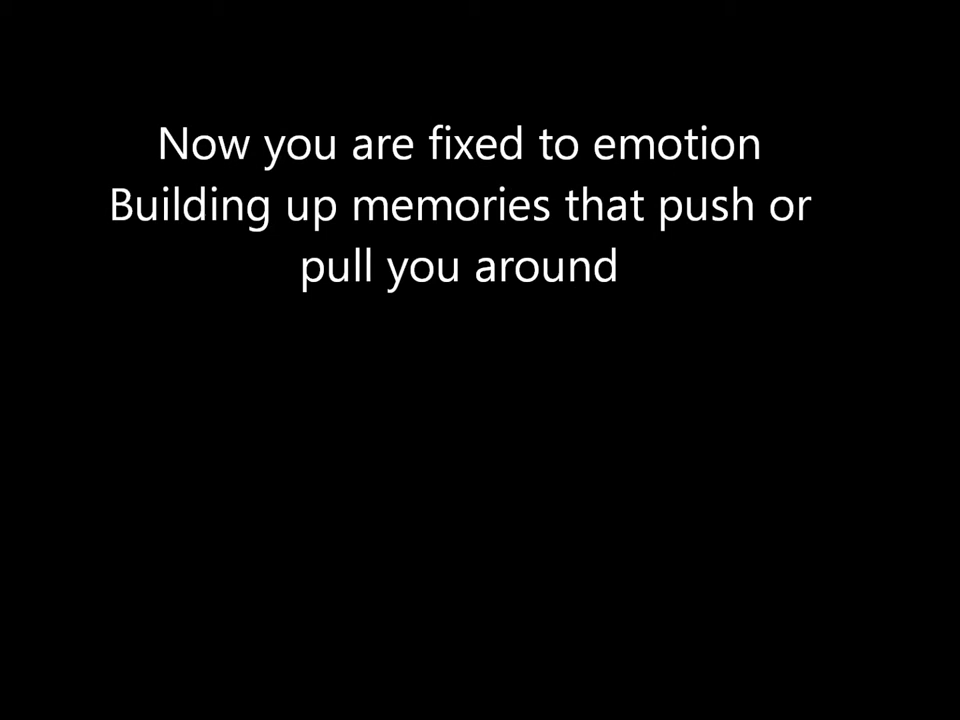 Now you are fixed to emotion
Building up memories that push or
pull you around